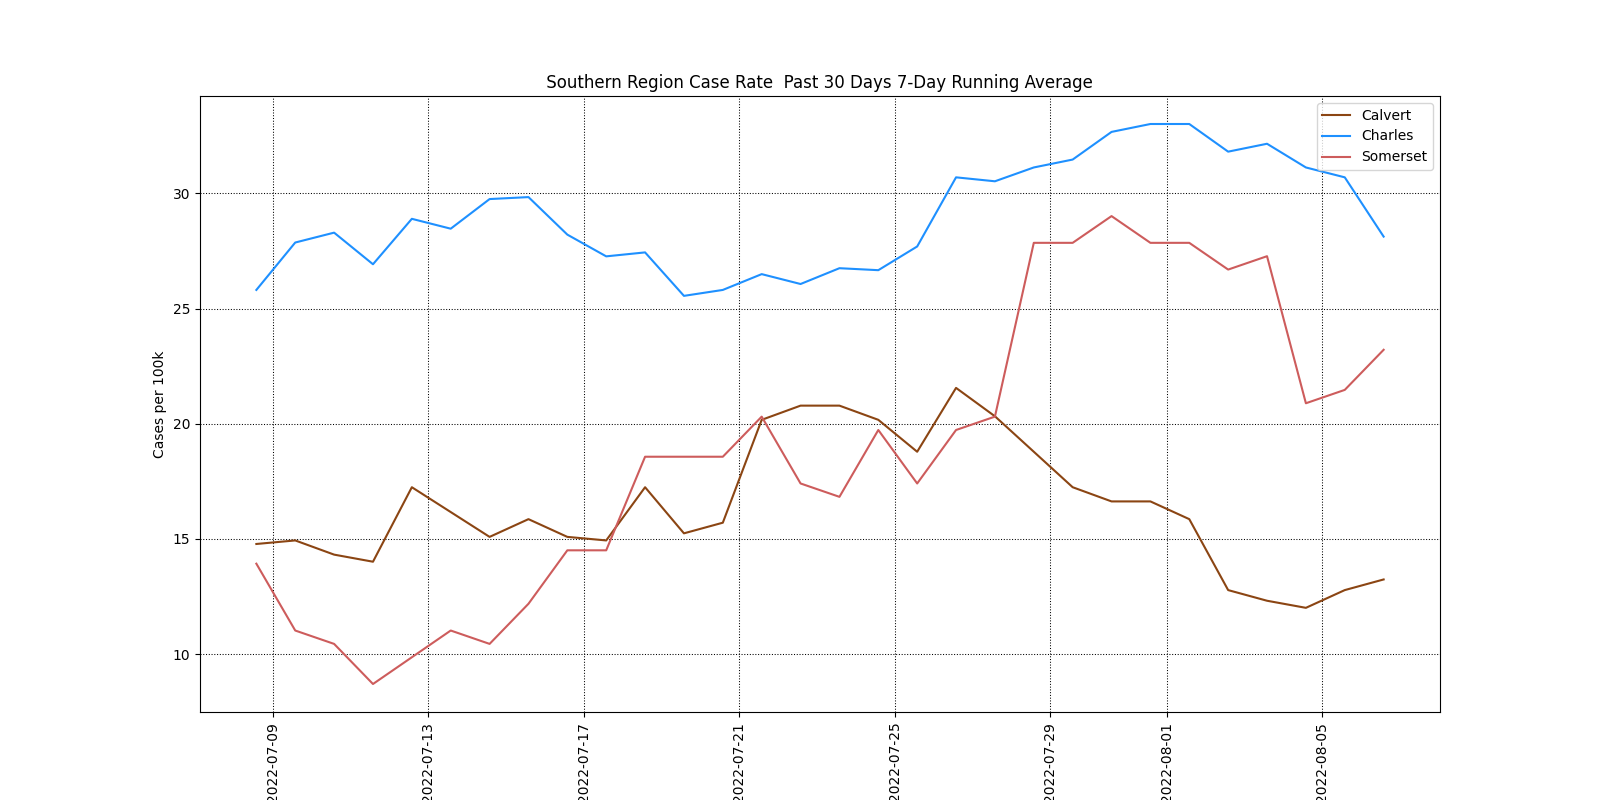 Southern Region Case Rate  Past 30 Days 7-Day Running Average
Calvert
Charles
Somerset
Cases per 100k
30
25
20
15
10
2022-07-09
2022-07-13
2022-07-17
2022-07-21
2022-07-25
2022-07-29
2022-08-01
2022-08-05